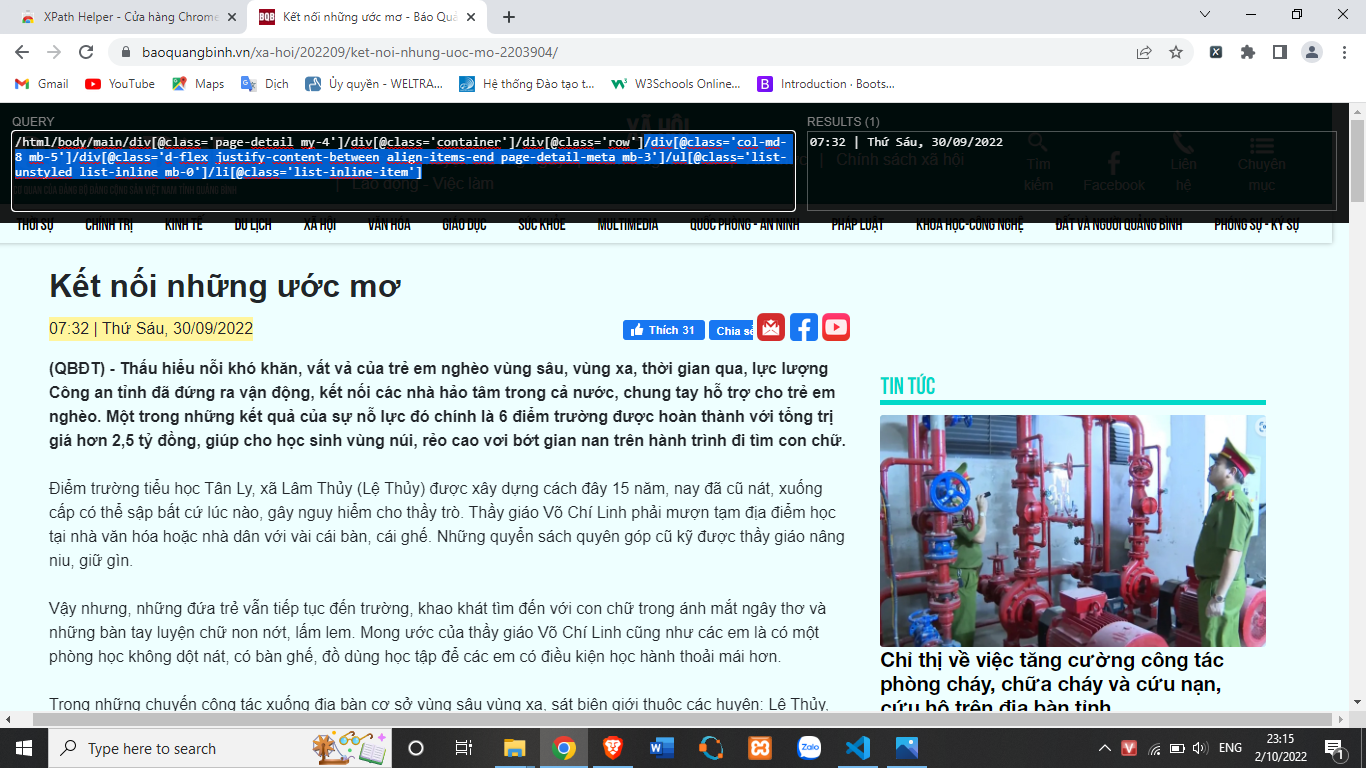 XPath Helper - Cửa hàng Chrome
Kết nối những ước mơ - Báo Quả
baoquangbinh.vn/xa-hoi/202209/ket-noi-nhung-uoc-mo-2203904/
Gmail
YouTube
Maps
Dịch
Ủy quyền - WELTRA...
Hệ thống Đào tạo t...
W3Schools Online...
Introduction · Boots...
QUERY
/html/body/main/div[@class='page-detail my-4']/div[@class='container']/div[@class='row']/div[@class='col-md-
8 mb-5']/div[@class='d-flex justify-content-between align-items-end page-detail-meta mb-3']/ul[@class='list-
unstyled list-inline mb-0']/li[@class='list-inline-item']
RESULTS (1)
07:32 | Thứ Sáu, 30/09/2022
XÃ HỘI
Chính sách xã hội
| Lao động - Việc làm
CƠ QUAN CỦA ĐẢNG BỘ ĐẢNG CỘNG SẢN VIỆT NAM TỈNH QUẢNG BÌNH
Tìm
kiếm
Facebook
Liên
hệ
Chuyên
mục
THỜI SỰ
CHÍNH TRỊ
KINH TẾ
DU LỊCH
XÃ HỘI
VĂN HÓA
GIÁO DỤC
SỨC KHỎE
MULTIMEDIA
QUỐC PHÒNG - AN NINH
PHÁP LUẬT
KHOA HỌC-CÔNG NGHỆ
ĐẤT VÀ NGƯỜI QUẢNG BÌNH
PHÓNG SỰ - KÝ SỰ
Kết nối những ước mơ
07:32 | Thứ Sáu, 30/09/2022
Thích 31
Chia sẻ
(QBĐT) - Thấu hiểu nỗi khó khăn, vất vả của trẻ em nghèo vùng sâu, vùng xa, thời gian qua, lực lượng
Công an tỉnh đã đứng ra vận động, kết nối các nhà hảo tâm trong cả nước, chung tay hỗ trợ cho trẻ em
nghèo. Một trong những kết quả của sự nỗ lực đó chính là 6 điểm trường được hoàn thành với tổng trị
giá hơn 2,5 tỷ đồng, giúp cho học sinh vùng núi, rẻo cao vơi bớt gian nan trên hành trình đi tìm con chữ.
Điểm trường tiểu học Tân Ly, xã Lâm Thủy (Lệ Thủy) được xây dựng cách đây 15 năm, nay đã cũ nát, xuống
cấp có thể sập bất cứ lúc nào, gây nguy hiểm cho thầy trò. Thầy giáo Võ Chí Linh phải mượn tạm địa điểm học
tại nhà văn hóa hoặc nhà dân với vài cái bàn, cái ghế. Những quyển sách quyên góp cũ kỹ được thầy giáo nâng
niu, giữ gìn.
Vậy nhưng, những đứa trẻ vẫn tiếp tục đến trường, khao khát tìm đến với con chữ trong ánh mắt ngây thơ và
những bàn tay luyện chữ non nớt, lấm lem. Mong ước của thầy giáo Võ Chí Linh cũng như các em là có một
phòng học không dột nát, có bàn ghế, đồ dùng học tập để các em có điều kiện học hành thoải mái hơn.
Trong những chuyến công tác xuống địa bàn cơ sở vùng sâu vùng xa, sát biên giới thuộc các huyện: Lệ Thủy,
TIN TỨC
Chỉ thị về việc tăng cường công tác
phòng cháy, chữa cháy và cứu nạn,
cứu hộ trên địa bàn tỉnh
Type here to search
ENG
23:15
2/10/2022